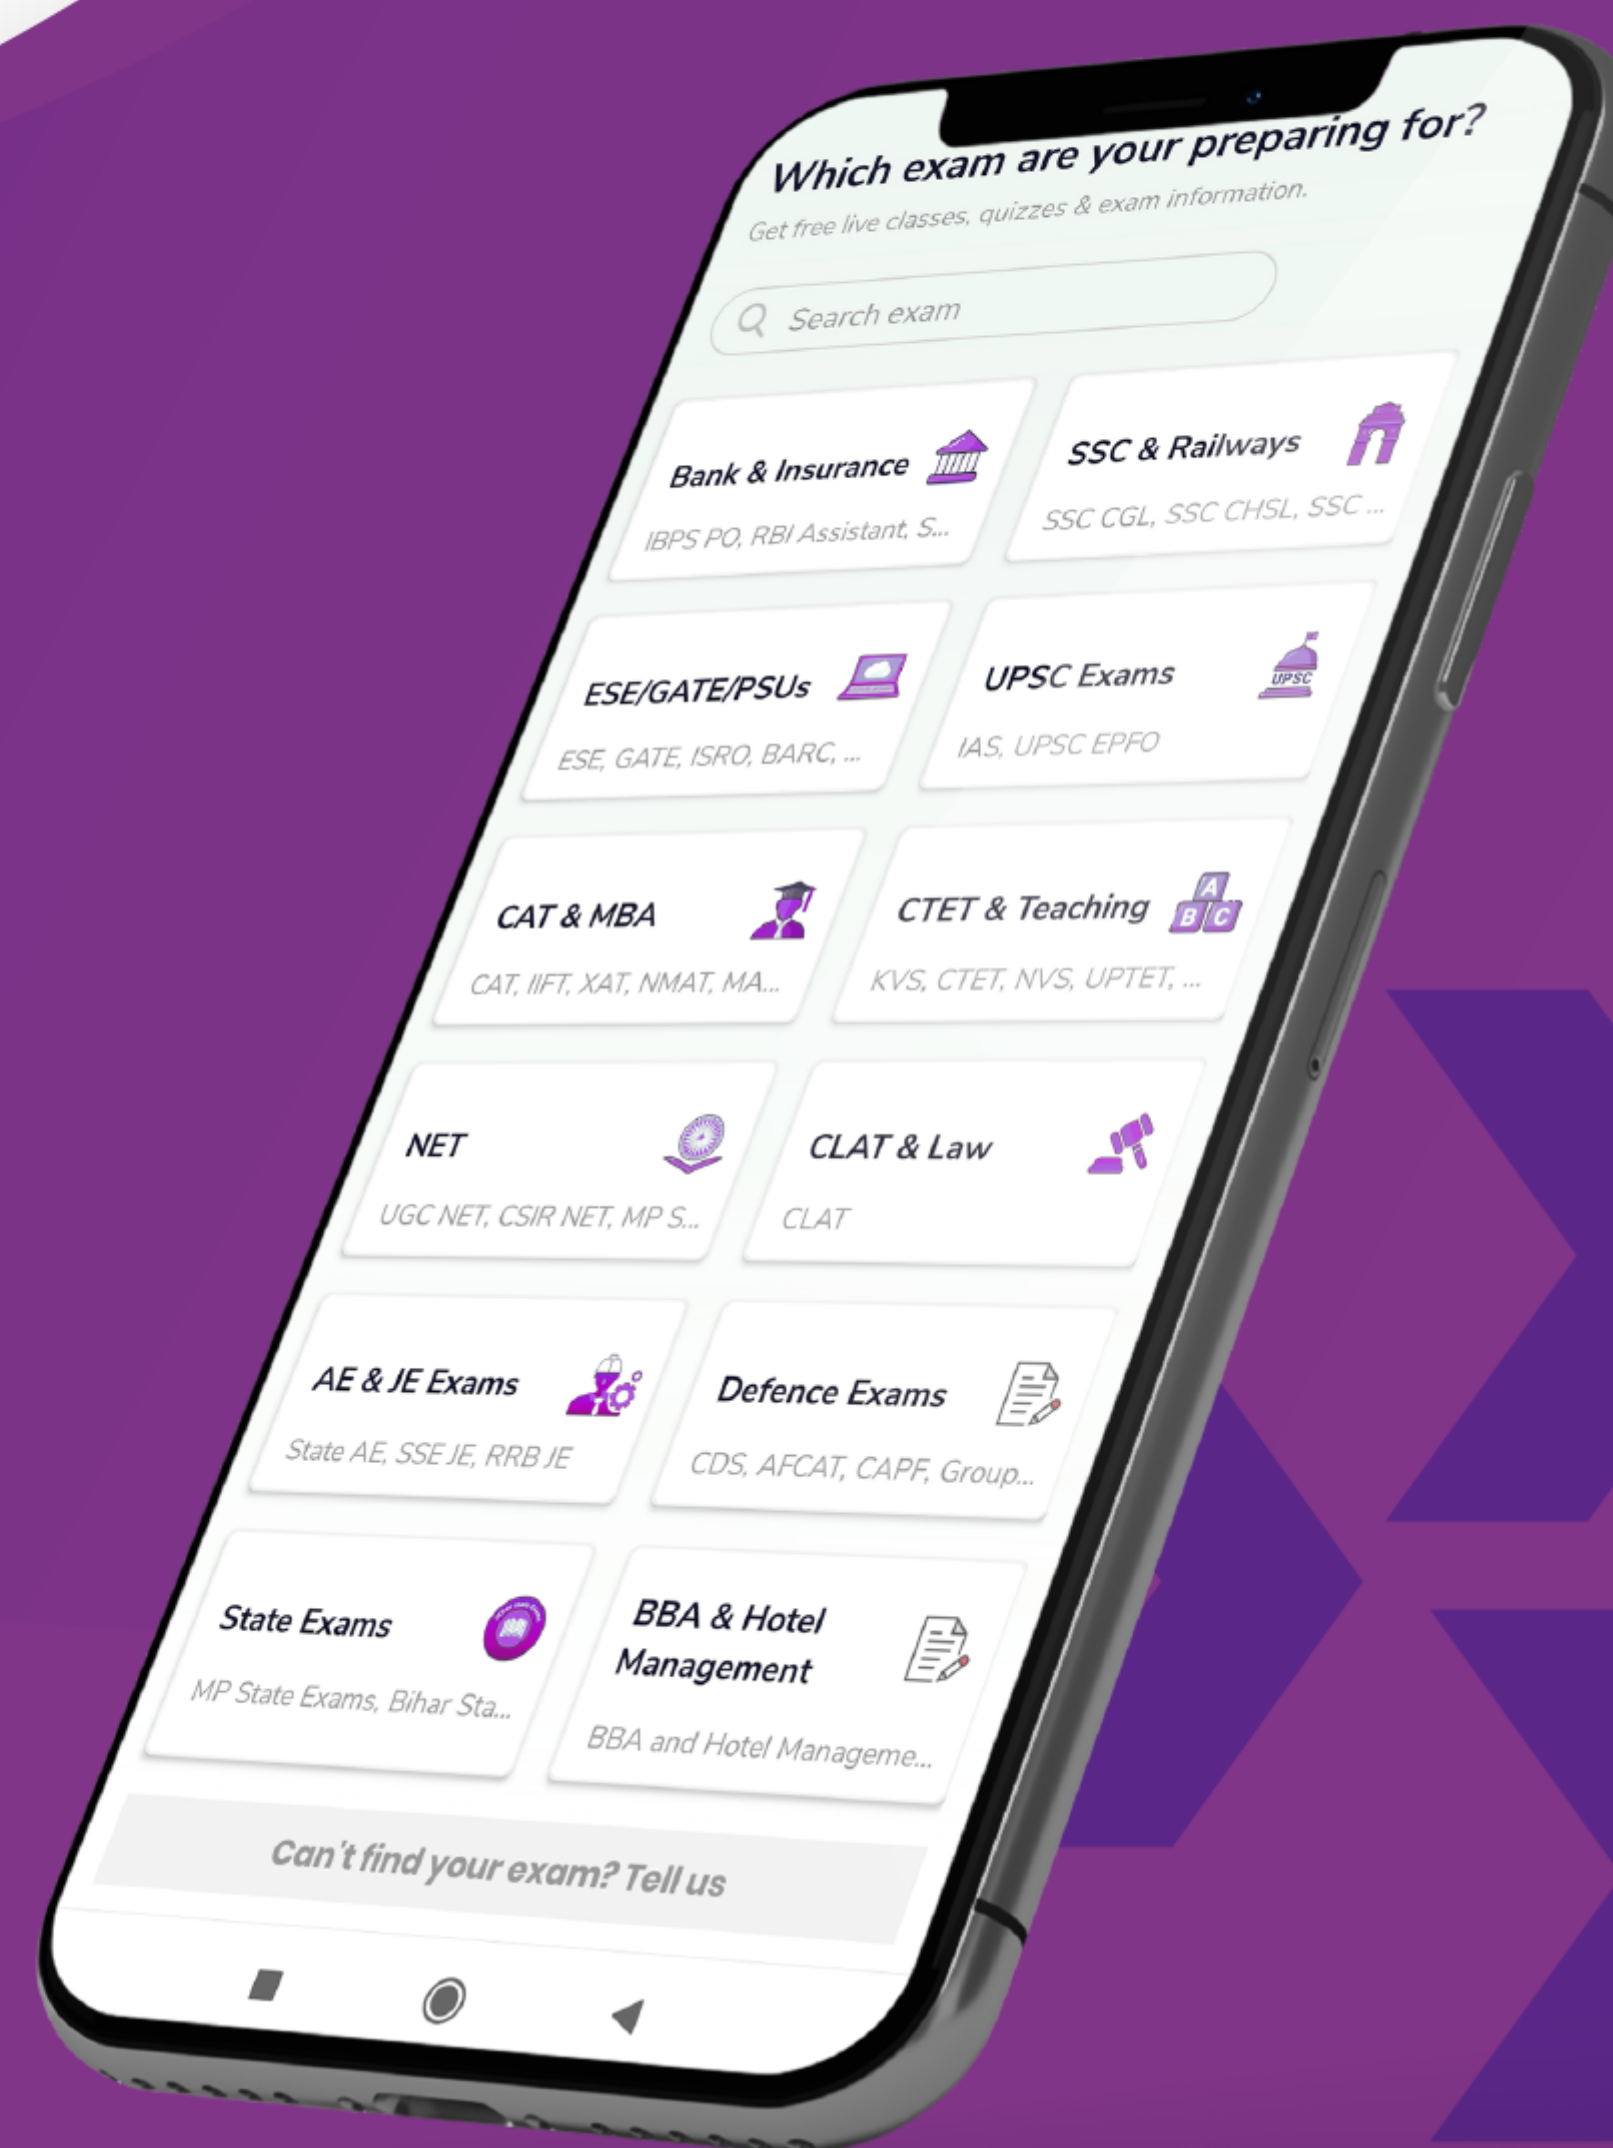 Which exam are your preparing for?
Get free live classes, quizzes & exam information.
Search exam
Bank & Insurance
IBPS PO, RBI Assistant, S...
SSC & Railways
SSC CGL, SSC CHSL, SSC ...
ESE/GATE/PSUs
ESE, GATE, ISRO, BARC, ...
UPSC Exams
UPSC
IAS, UPSC EPFO
CAT & MBA
CAT, IIFT, XAT, NMAT, MA...
CTET & Teaching
A
B C
KVS, CTET, NVS, UPTET, ...
NET
UGC NET, CSIR NET, MP S...
CLAT & Law
CLAT
AE & JE Exams
State AE, SSE JE, RRB JE
Defence Exams
CDS, AFCAT, CAPF, Group...
State Exams
MP State Exams, Bihar Sta...
BBA & Hotel
Management
BBA and Hotel Manageme...
Can't find your exam? Tell us